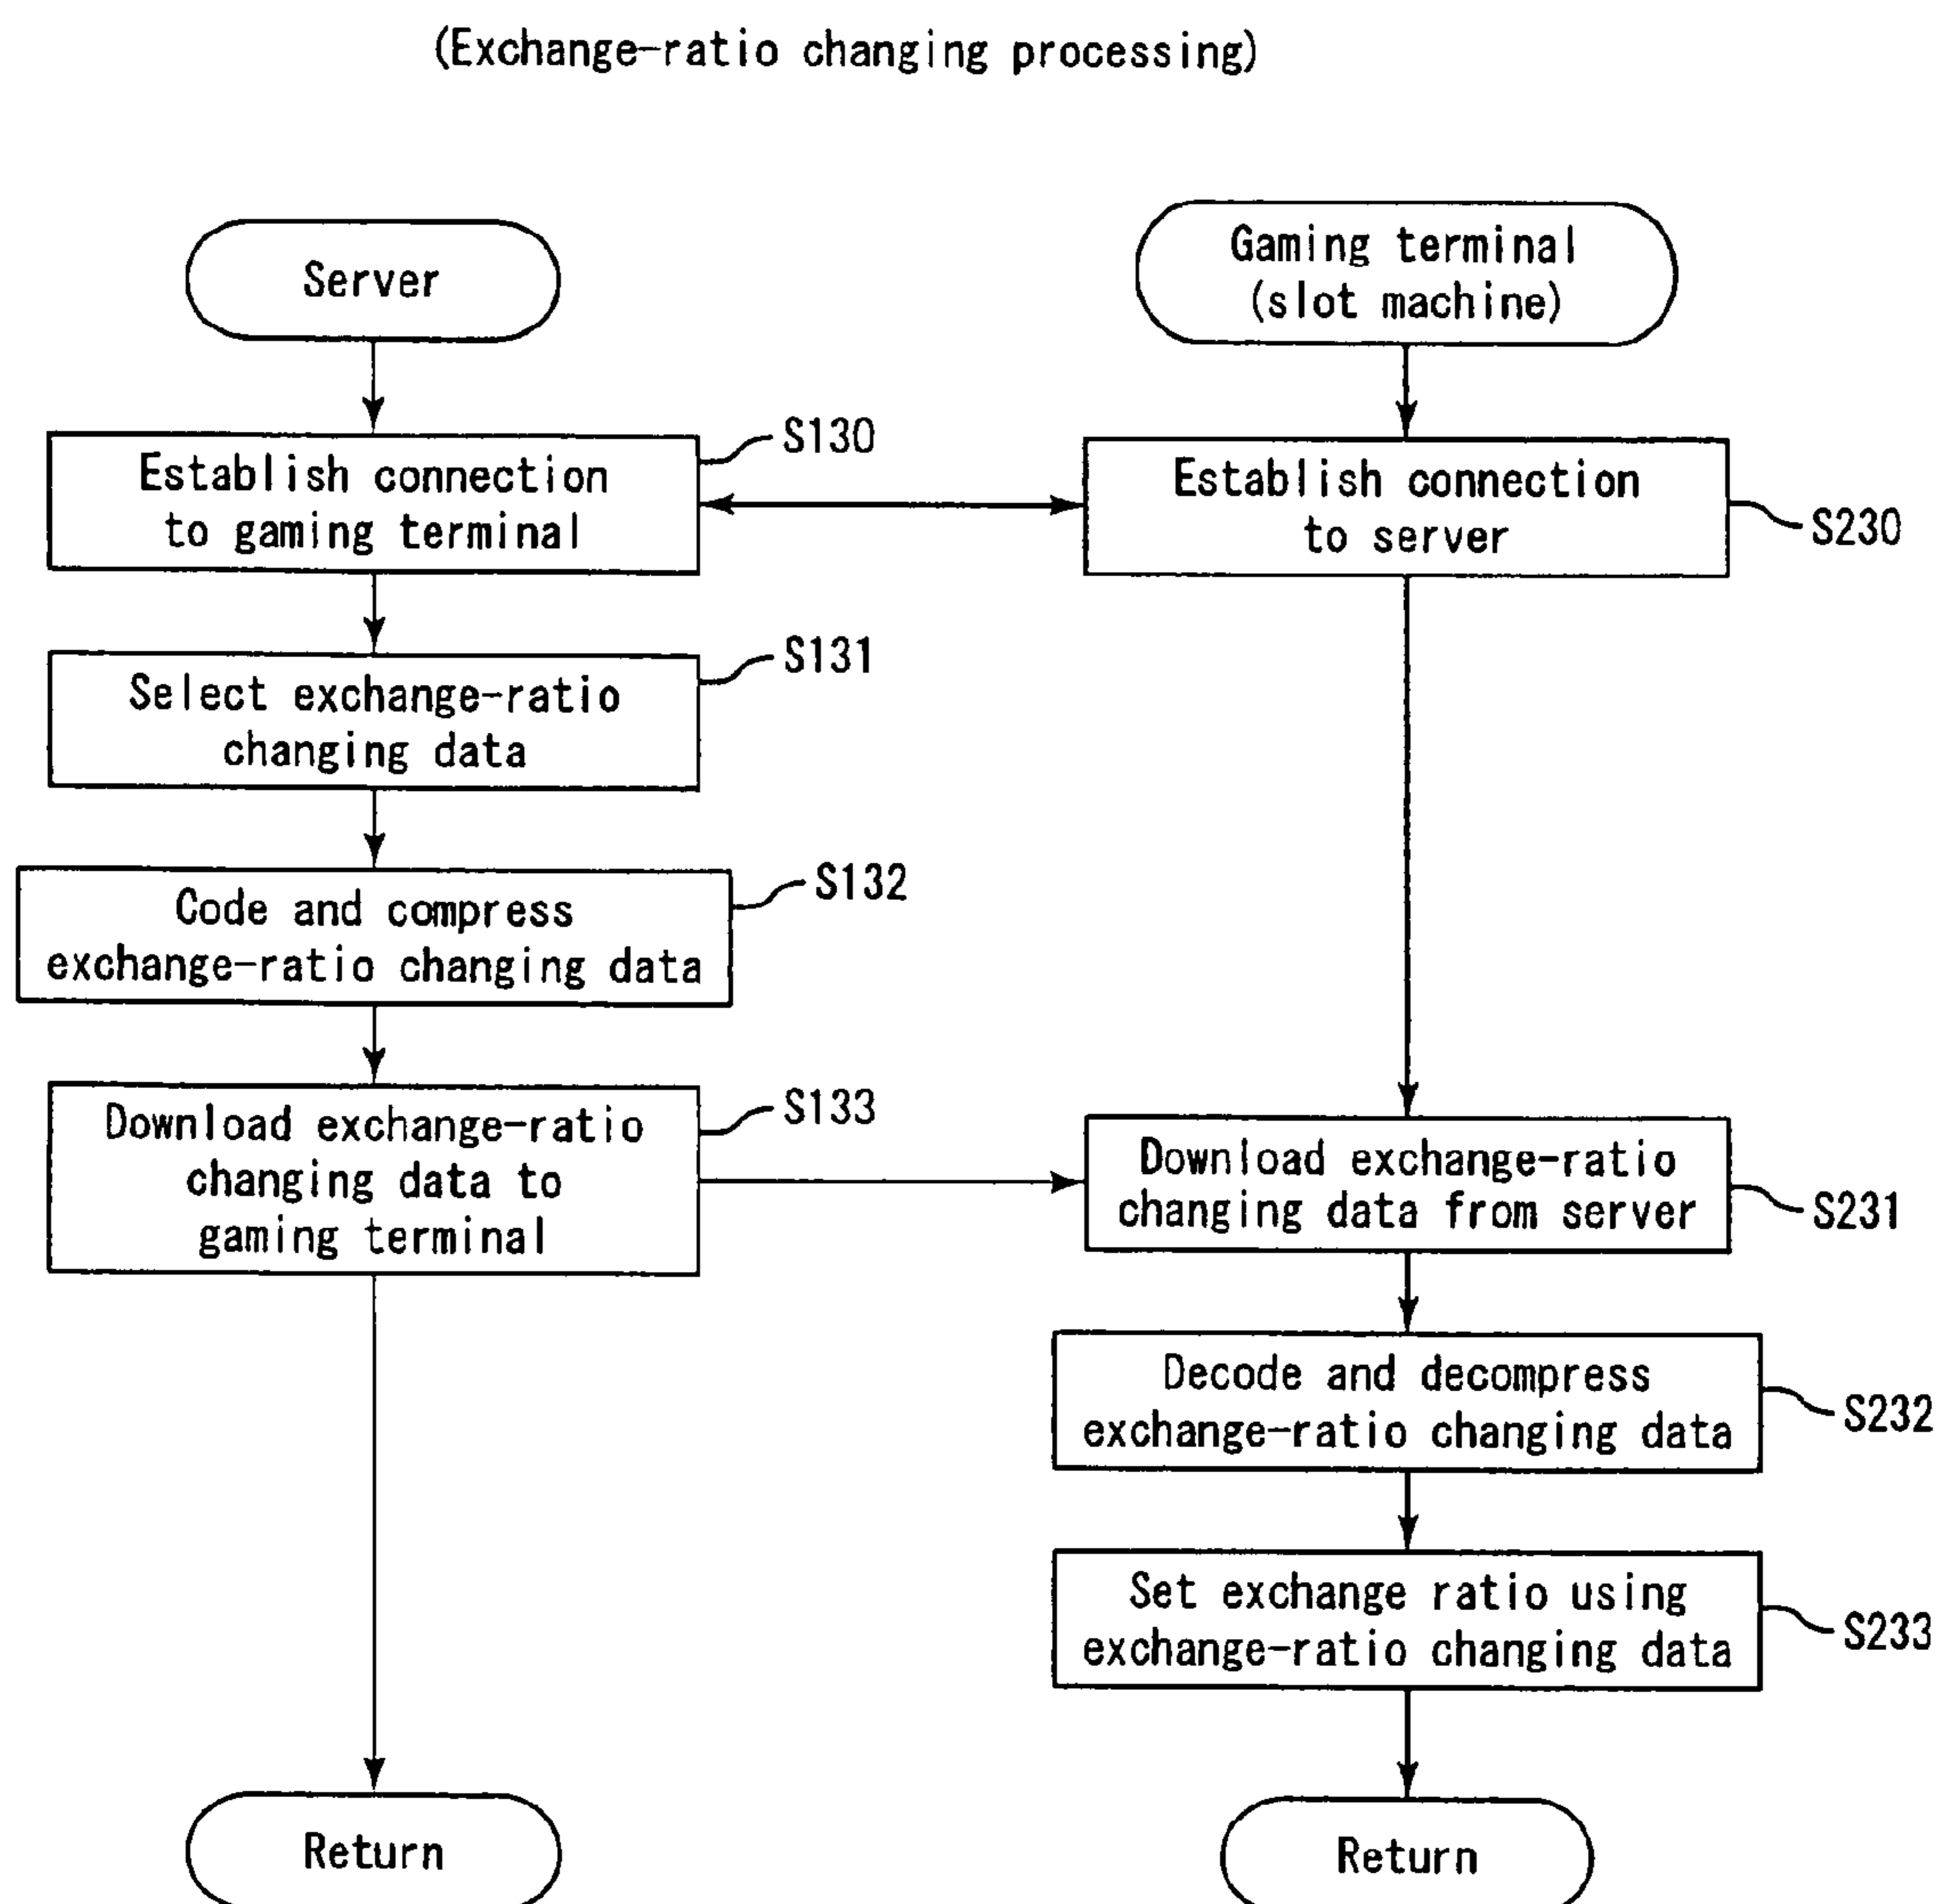 (Exchange-ratio changing processing)
Server
Establish connection
to gaming terminal
S130
Select exchange-ratio
changing data
S131
Code and compress
exchange-ratio changing data
S132
Download exchange-ratio
changing data to
gaming terminal
S133
Return
Gaming terminal
(slot machine)
Establish connection
to server
S230
Download exchange-ratio
changing data from server
S231
Decode and decompress
exchange-ratio changing data
S232
Set exchange ratio using
exchange-ratio changing data
S233
Return